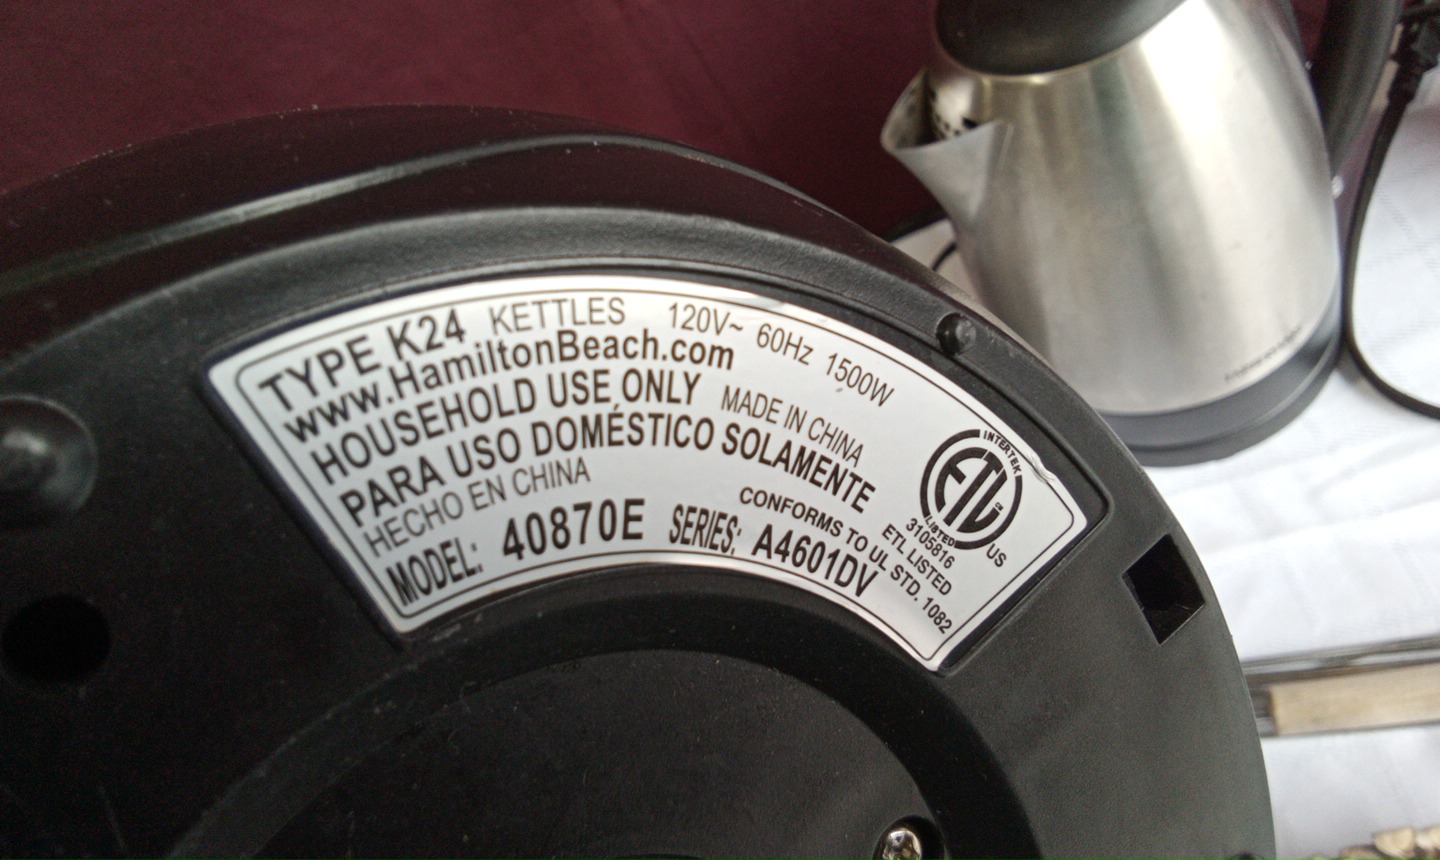 TYPE K24 KETTLES 120V~ 60Hz 1500W
www.HamiltonBeach.com
HOUSEHOLD USE ONLY MADE IN CHINA
PARA USO DOMÉSTICO SOLAMENTE
HECHO EN CHINA
MODEL: 40870E SERIES: A4601DV
INTERTEK
ETL
LISTED
US
3105816
ETL LISTED
CONFORMS TO UL STD. 1082